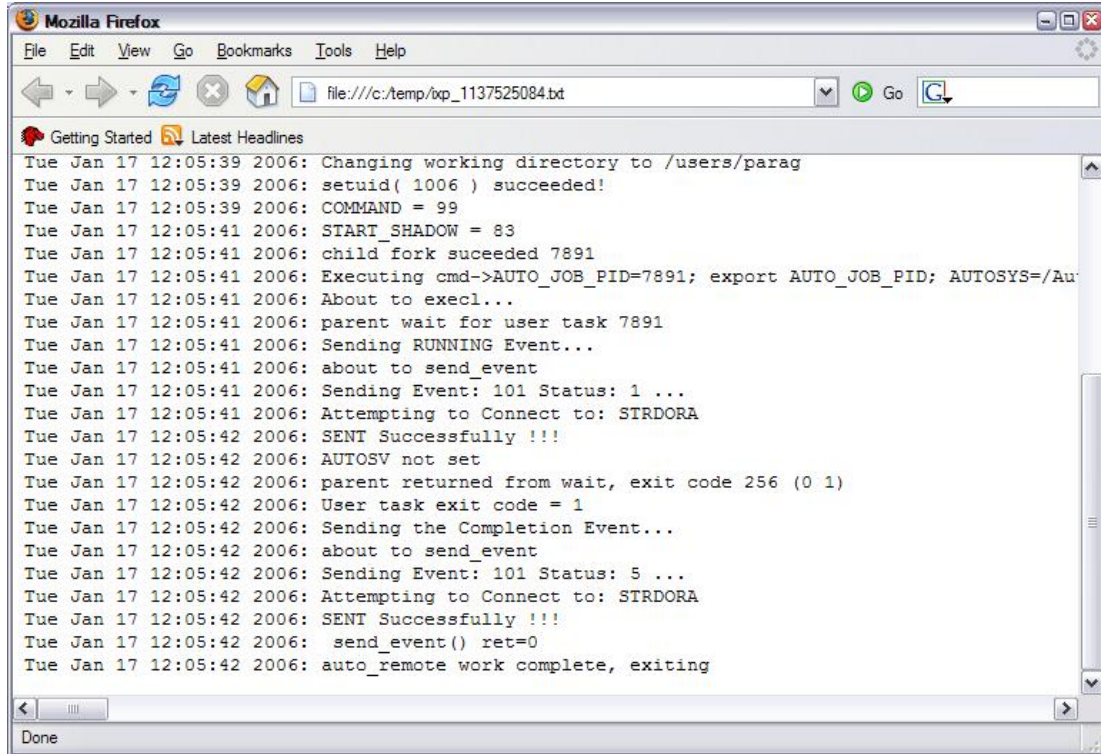 Mozilla Firefox
File Edit View Go Bookmarks Tools Help
file:///c:/temp/ixp_1137525084.txt Go G
Getting Started Latest Headlines
Tue Jan 17 12:05:39 2006: Changing working directory to /users/parag
Tue Jan 17 12:05:39 2006: setuid( 1006 ) succeeded!
Tue Jan 17 12:05:39 2006: COMMAND = 99
Tue Jan 17 12:05:41 2006: START_SHADOW = 83
Tue Jan 17 12:05:41 2006: child fork suceeded 7891
Tue Jan 17 12:05:41 2006: Executing cmd->AUTO_JOB_PID=7891; export AUTO_JOB_PID; AUTOSYS=/Au
Tue Jan 17 12:05:41 2006: About to execl...
Tue Jan 17 12:05:41 2006: parent wait for user task 7891
Tue Jan 17 12:05:41 2006: Sending RUNNING Event...
Tue Jan 17 12:05:41 2006: about to send_event
Tue Jan 17 12:05:41 2006: Sending Event: 101 Status: 1 ...
Tue Jan 17 12:05:41 2006: Attempting to Connect to: STRDORA
Tue Jan 17 12:05:42 2006: SENT Successfully !!!
Tue Jan 17 12:05:42 2006: AUTOSV not set
Tue Jan 17 12:05:42 2006: parent returned from wait, exit code 256 (0 1)
Tue Jan 17 12:05:42 2006: User task exit code = 1
Tue Jan 17 12:05:42 2006: Sending the Completion Event...
Tue Jan 17 12:05:42 2006: about to send_event
Tue Jan 17 12:05:42 2006: Sending Event: 101 Status: 5 ...
Tue Jan 17 12:05:42 2006: Attempting to Connect to: STRDORA
Tue Jan 17 12:05:42 2006: SENT Successfully !!!
Tue Jan 17 12:05:42 2006:  send_event() ret=0
Tue Jan 17 12:05:42 2006: auto_remote work complete, exiting
Done